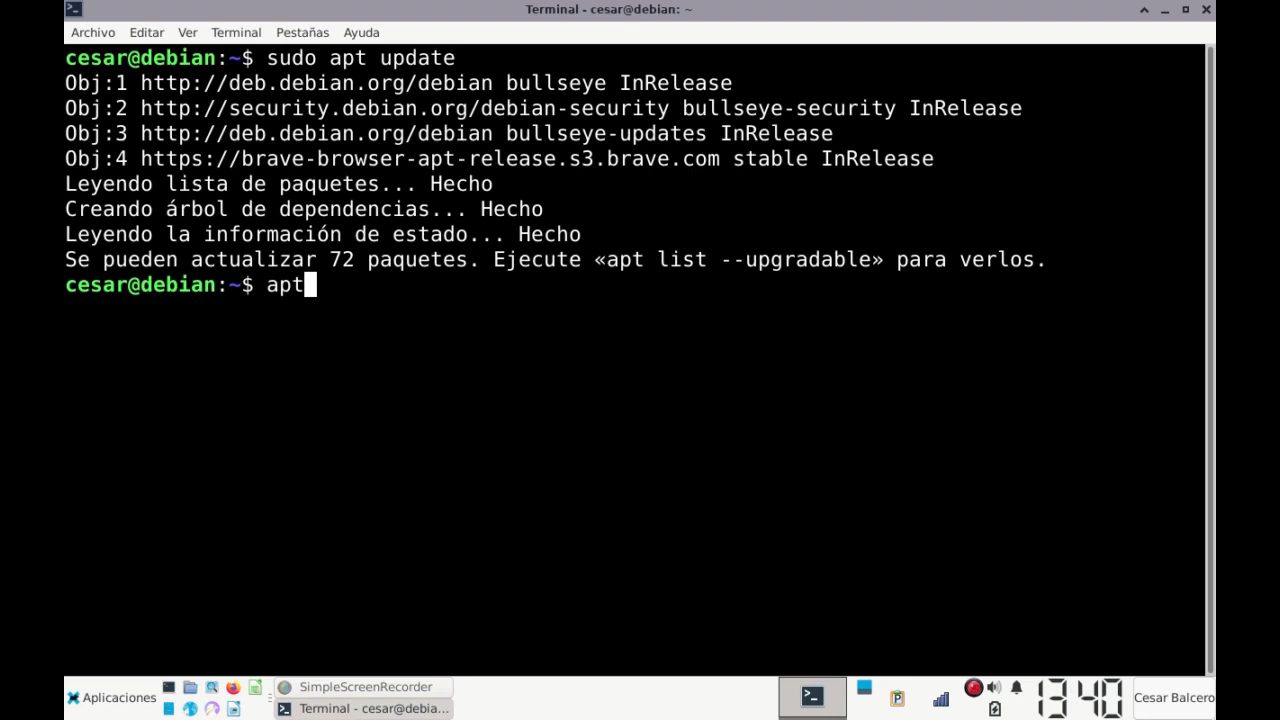 Terminal - cesar@debian: ~
Archivo Editar Ver Terminal Pestañas Ayuda
cesar@debian:~$ sudo apt update
Obj:1 http://deb.debian.org/debian bullseye InRelease
Obj:2 http://security.debian.org/debian-security bullseye-security InRelease
Obj:3 http://deb.debian.org/debian bullseye-updates InRelease
Obj:4 https://brave-browser-apt-release.s3.brave.com stable InRelease
Leyendo lista de paquetes... Hecho
Creando árbol de dependencias... Hecho
Leyendo la información de estado... Hecho
Se pueden actualizar 72 paquetes. Ejecute «apt list --upgradable» para verlos.
cesar@debian:~$ apt
Aplicaciones
SimpleScreenRecorder
Terminal - cesar@debia...
13 40
Cesar Balcero